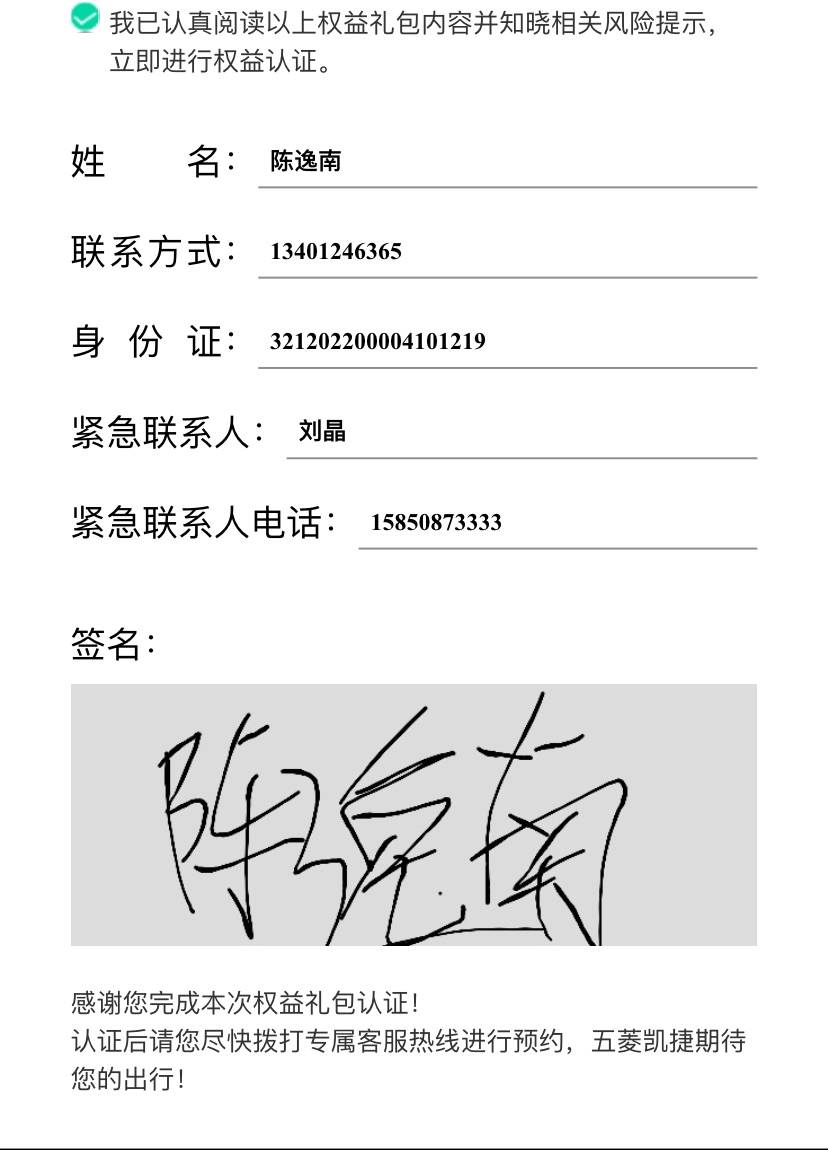 我已认真阅读以上权益礼包内容并知晓相关风险提示，
立即进行权益认证。
姓名：陈逸南
联系方式：13401246365
身份证：321202200004101219
紧急联系人：刘晶
紧急联系人电话：15850873333
签名：
陈逸南
感谢您完成本次权益礼包认证！
认证后请您尽快拨打专属客服热线进行预约，五菱凯捷期待
您的出行！